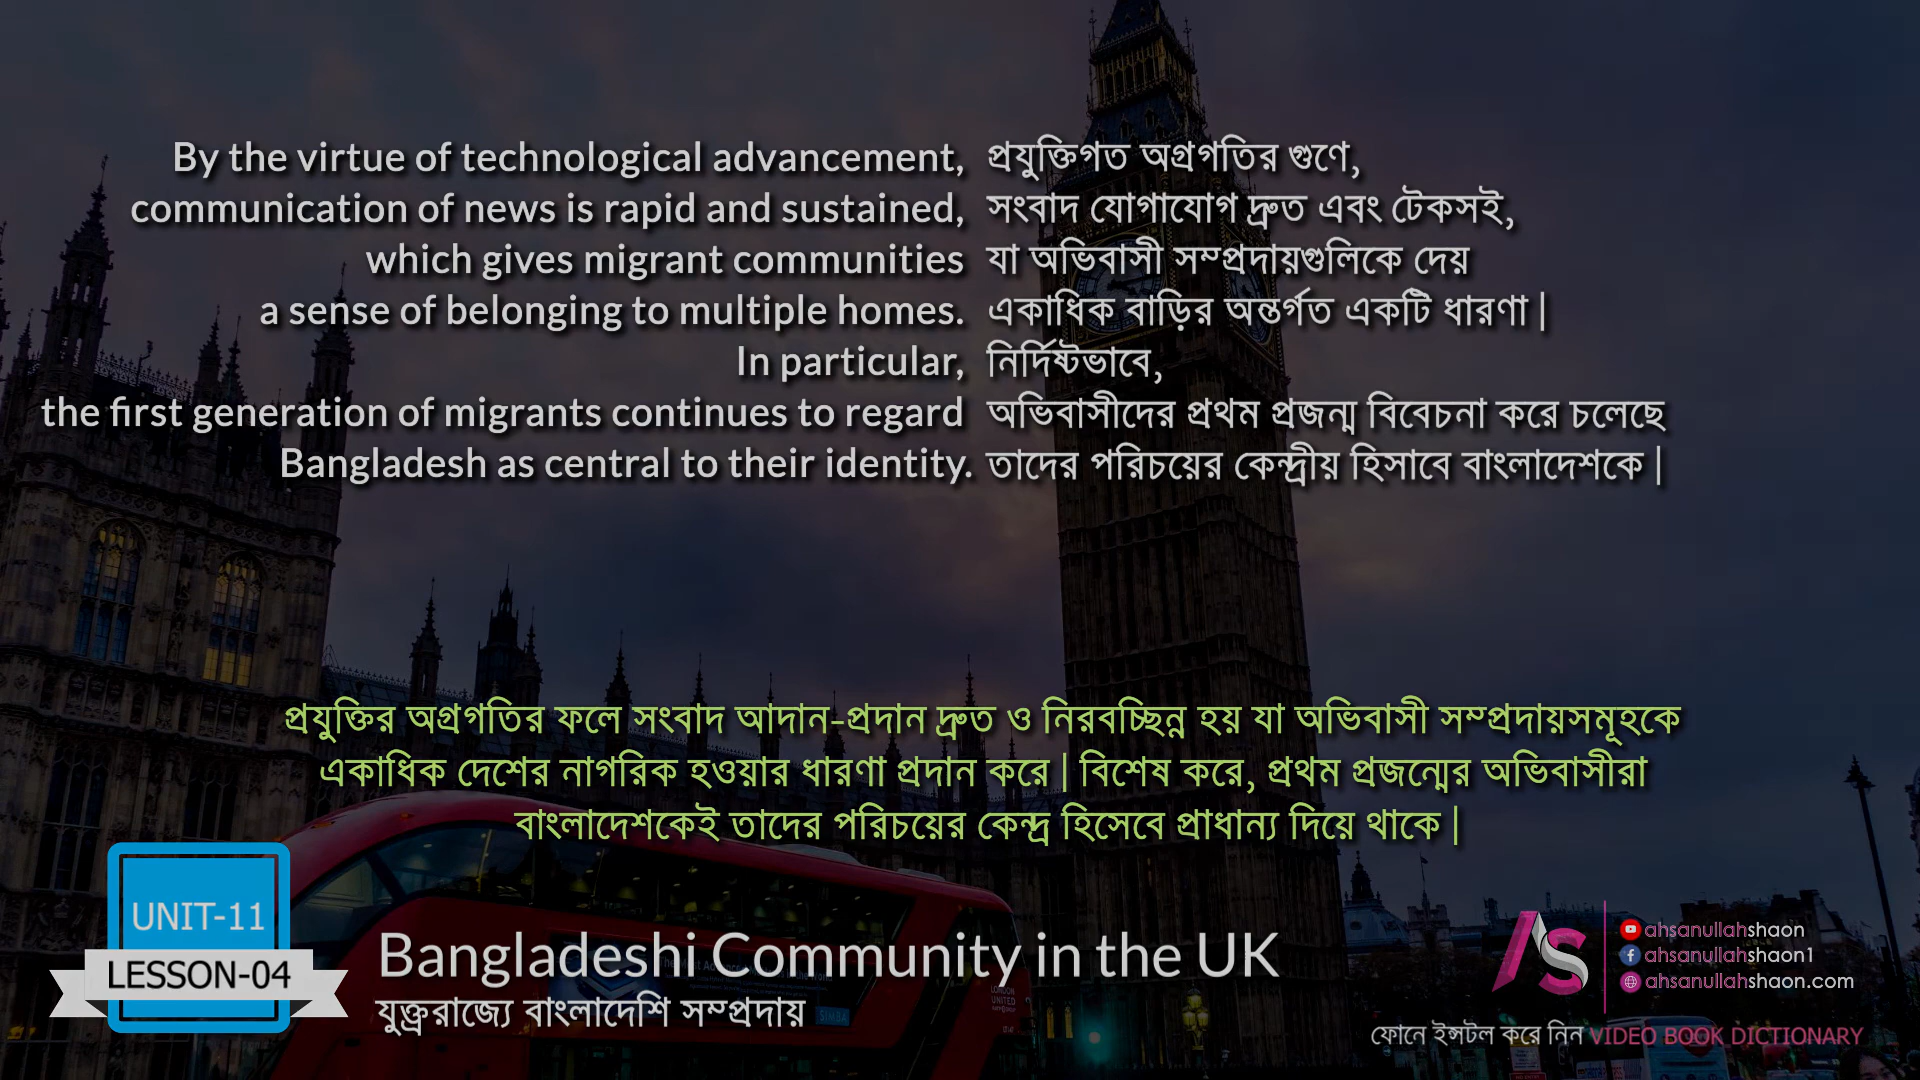 By the virtue of technological advancement, প্রযুক্তিগত অগ্রগতির গুণে,
communication of news is rapid and sustained, সংবাদ যোগাযোগ দ্রুত এবং টেকসই,
which gives migrant communities যা অভিবাসী সম্প্রদায়গুলিকে দেয়
a sense of belonging to multiple homes. একাধিক বাড়ির অন্তর্গত একটি ধারণা |
In particular, নির্দিষ্টভাবে,
the first generation of migrants continues to regard অভিবাসীদের প্রথম প্রজন্ম বিবেচনা করে চলেছে
Bangladesh as central to their identity. তাদের পরিচয়ের কেন্দ্রীয় হিসাবে বাংলাদেশকে |
প্রযুক্তির অগ্রগতির ফলে সংবাদ আদান-প্রদান দ্রুত ও নিরবচ্ছিন্ন হয় যা অভিবাসী সম্প্রদায়সমূহকে
একাধিক দেশের নাগরিক হওয়ার ধারণা প্রদান করে | বিশেষ করে, প্রথম প্রজন্মের অভিবাসীরা
বাংলাদেশকেই তাদের পরিচয়ের কেন্দ্র হিসেবে প্রাধান্য দিয়ে থাকে |
UNIT-11
LESSON-04
Bangladeshi Community in the UK
যুক্ত্ররাজ্যে বাংলাদেশি সম্প্রদায়
AS
ahsanullahshaon
ahsanullahshaon1
ahsanullahshaon.com
ফোনে ইন্সটল করে নিন VIDEO BOOK DICTIONARY
LONDON
UNITED
SIMBA